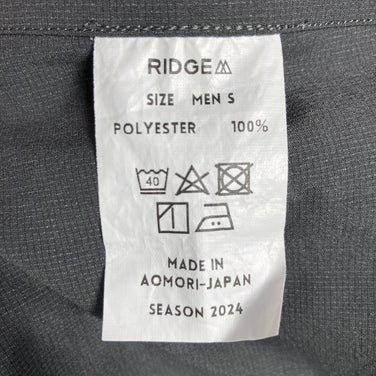 RIDGE
SIZE MEN S
POLYESTER 100%
40
MADE IN
AOMORI-JAPAN
SEASON 2024